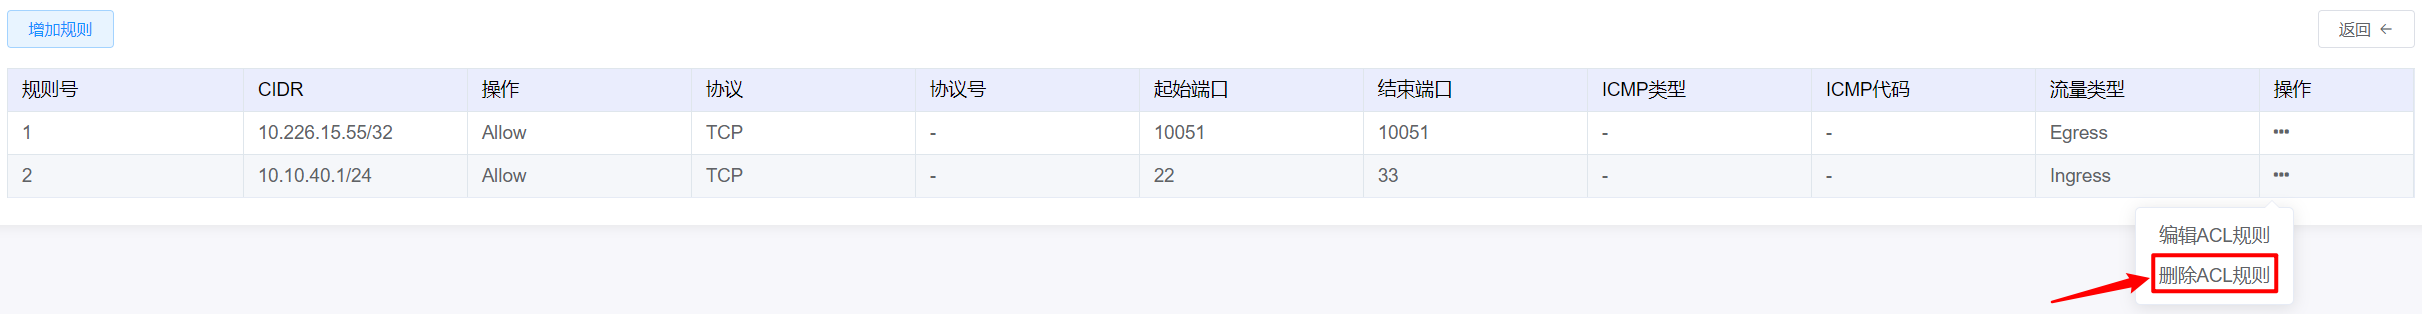 增加规则
返回 ←
规则号 CIDR 操作 协议 协议号 起始端口 结束端口 ICMP类型 ICMP代码 流量类型 操作
1 10.226.15.55/32 Allow TCP - 10051 10051 - - Egress •••
2 10.10.40.1/24 Allow TCP - 22 33 - - Ingress •••
编辑ACL规则
删除ACL规则